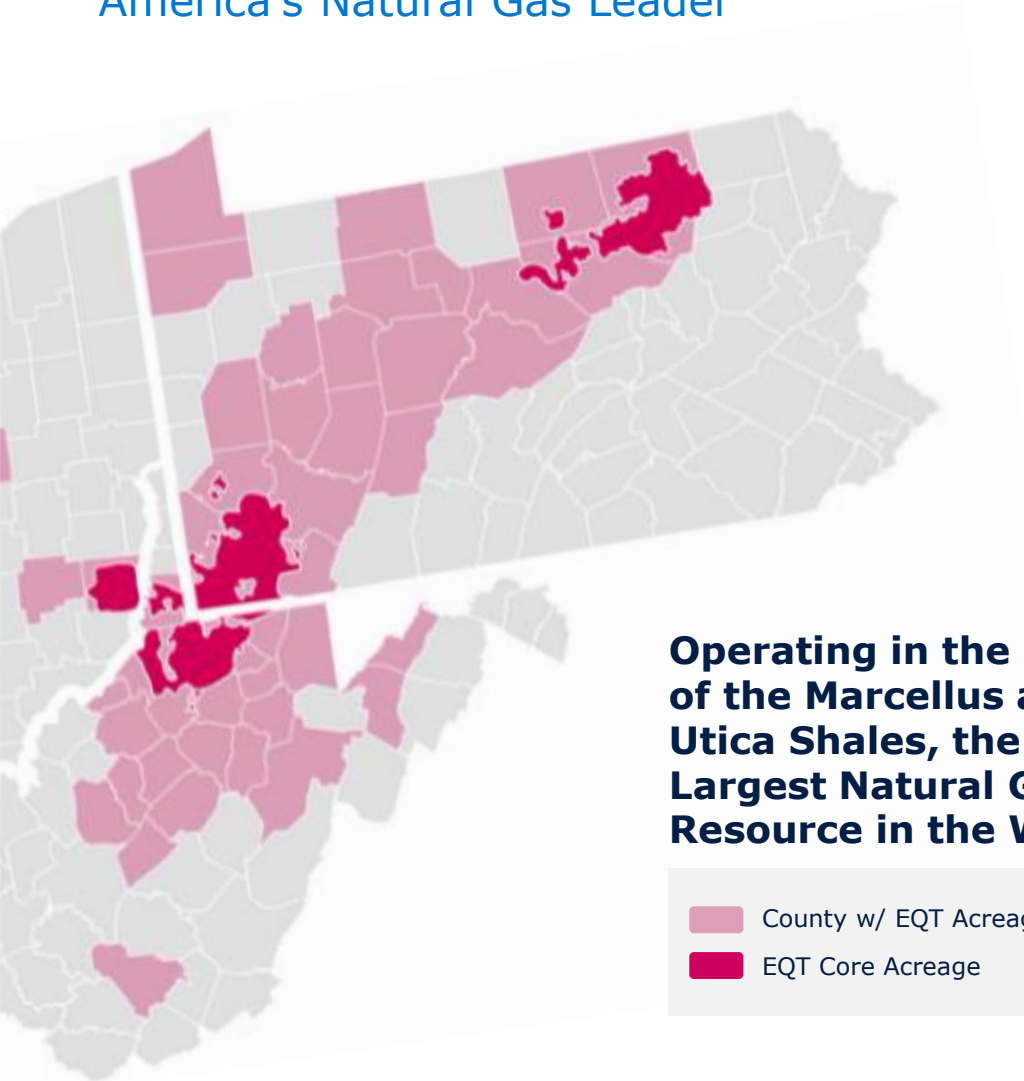 America's Natural Gas Leader
Operating in the
of the Marcellus
Utica Shales, the
Largest Natural
Resource in the
County w/ EQT
EQT Core Acreage